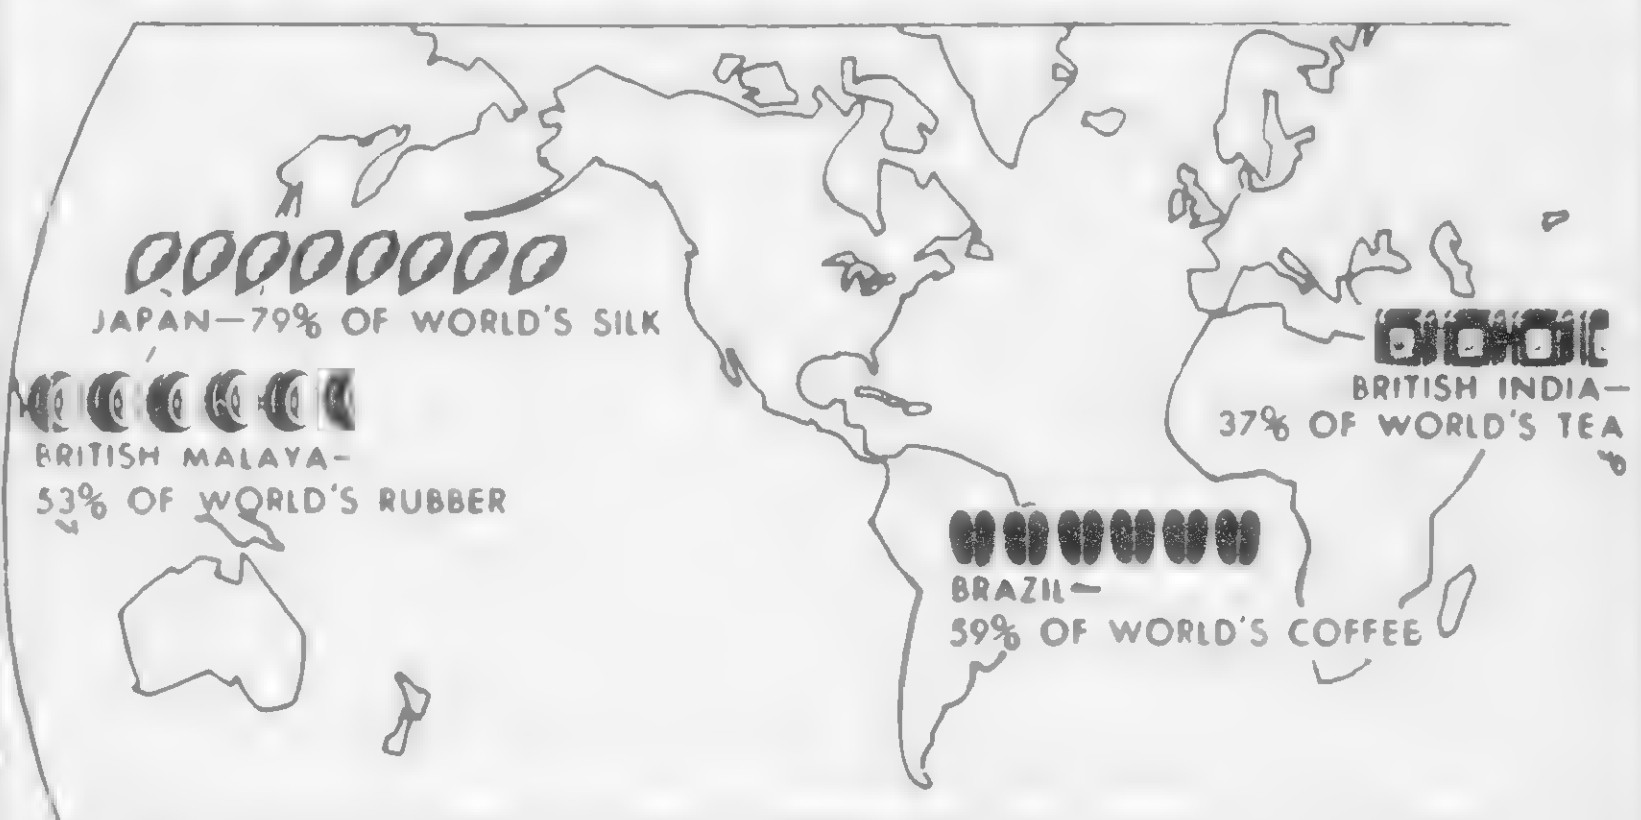 JAPAN—79% OF WORLD'S SILK
BRITISH MALAYA-
53% OF WORLD'S RUBBER
BRITISH INDIA—
37% OF WORLD'S TEA
BRAZIL—
59% OF WORLD'S COFFEE